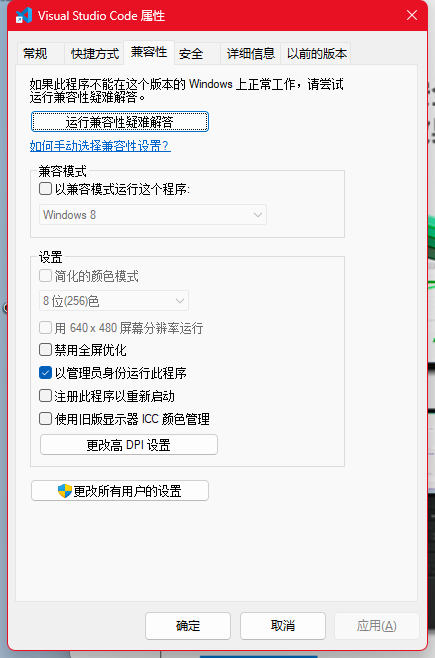 Visual Studio Code 属性
常规 快捷方式 兼容性 安全 详细信息 以前的版本
如果此程序不能在这个版本的 Windows 上正常工作，请尝试
运行兼容性疑难解答。
运行兼容性疑难解答
如何手动选择兼容性设置？
兼容模式
以兼容模式运行这个程序:
Windows 8
设置
简化的颜色模式
8 位(256)色
用 640 x 480 屏幕分辨率运行
禁用全屏优化
以管理员身份运行此程序
注册此程序以重新启动
使用旧版显示器 ICC 颜色管理
更改高 DPI 设置
更改所有用户的设置
确定 取消 应用(A)